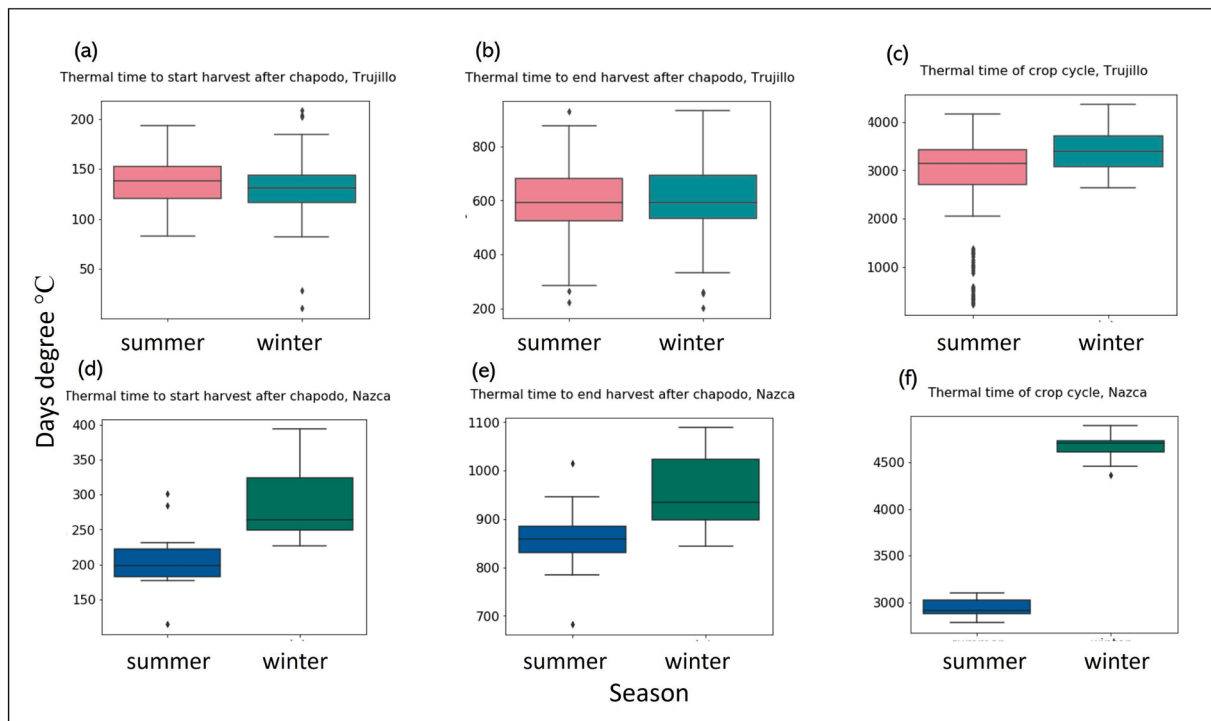 (a)
Thermal time to start harvest after chapodo, Trujillo
200
150
100
50
summer
winter
(b)
Thermal time to end harvest after chapodo, Trujillo
800
600
400
200
summer
winter
(c)
Thermal time of crop cycle, Trujillo
4000
3000
2000
1000
summer
winter
Days degree °C
(d)
Thermal time to start harvest after chapodo, Nazca
400
350
300
250
200
150
summer
winter
(e)
Thermal time to end harvest after chapodo, Nazca
1100
1000
900
800
700
summer
winter
(f)
Thermal time of crop cycle, Nazca
4500
4000
3500
3000
summer
winter
Season